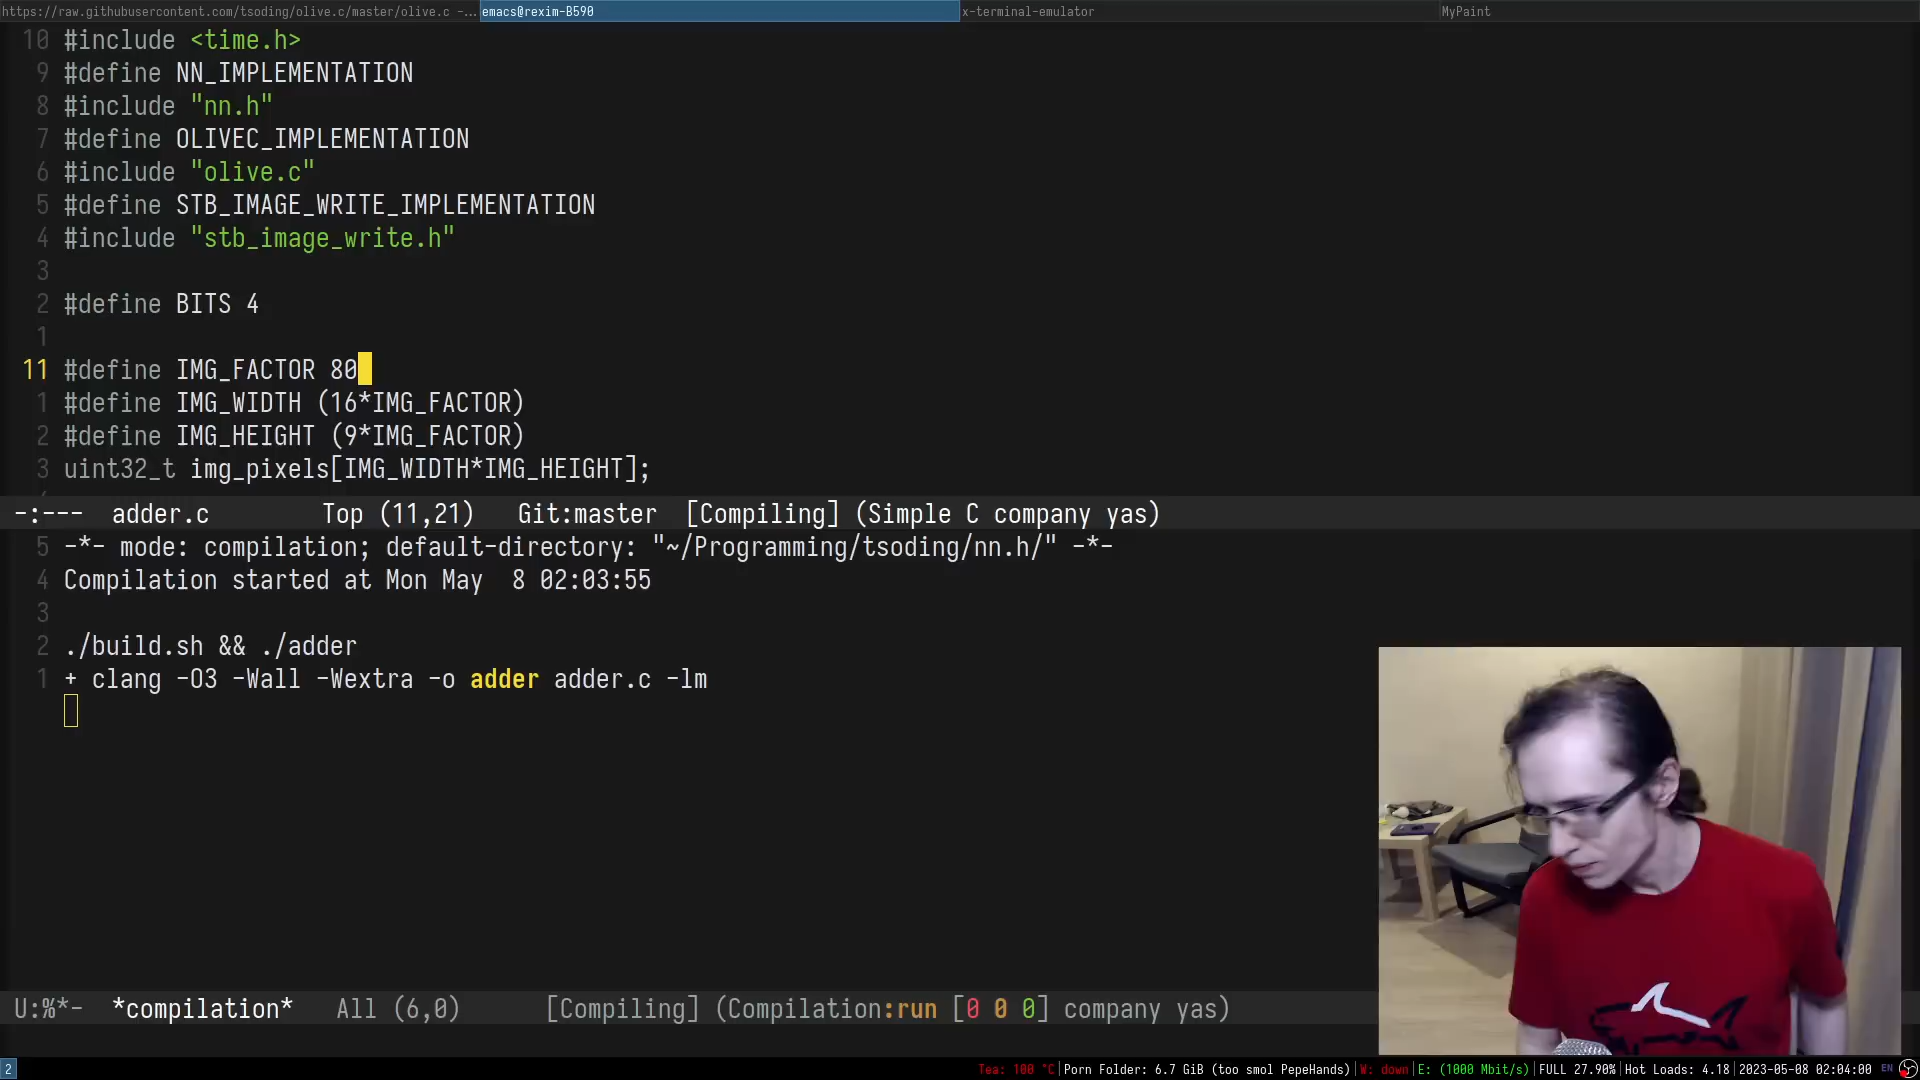 https://raw.githubusercontent.com/tsoding/olive.c/master/olive.c –... emacs@rexim-B590 x-terminal-emulator MyPaint
10 #include <time.h>
9 #define NN_IMPLEMENTATION
8 #include "nn.h"
7 #define OLIVEC_IMPLEMENTATION
6 #include "olive.c"
5 #define STB_IMAGE_WRITE_IMPLEMENTATION
4 #include "stb_image_write.h"
3
2 #define BITS 4
1
11 #define IMG_FACTOR 80
1 #define IMG_WIDTH (16*IMG_FACTOR)
2 #define IMG_HEIGHT (9*IMG_FACTOR)
3 uint32_t img_pixels[IMG_WIDTH*IMG_HEIGHT];
-:--- adder.c Top (11,21) Git:master [Compiling] (Simple C company yas)
5 -*- mode: compilation; default-directory: "~/Programming/tsoding/nn.h/" -*-
4 Compilation started at Mon May 8 02:03:55
3
2 ./build.sh && ./adder
1 + clang -O3 -Wall -Wextra -o adder adder.c -lm
U:%*- *compilation* All (6,0) [Compiling] (Compilation:run [0 0 0] company yas)
2 Tea: 100 °C|Porn Folder: 6.7 GiB (too smol PepeHands)|W: down|E: (1000 Mbit/s)|FULL 27.90%|Hot Loads: 4.18|2023-05-08 02:04:00 EN